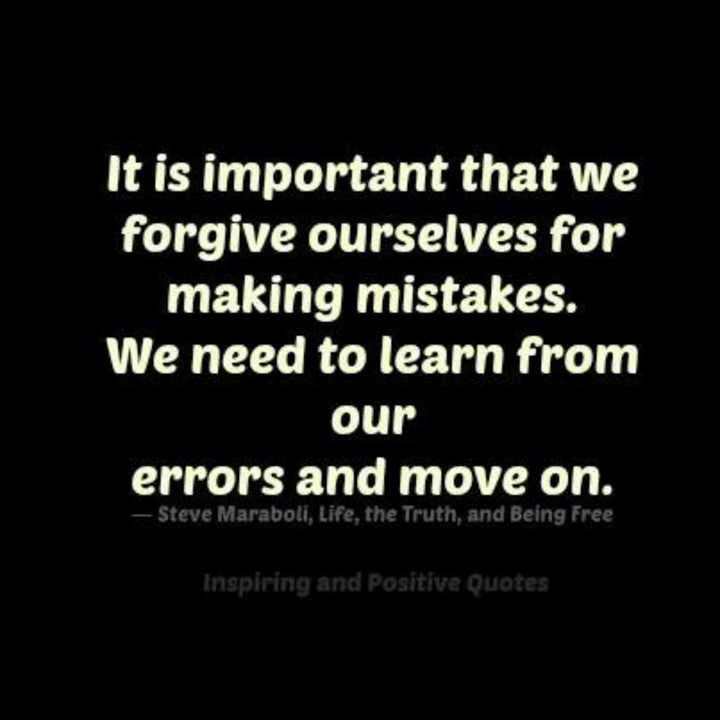 It is important that we
forgive ourselves for
making mistakes.
We need to learn from
our
errors and move on.
— Steve Maraboli, Life, the Truth, and Being Free
Inspiring and Positive Quotes